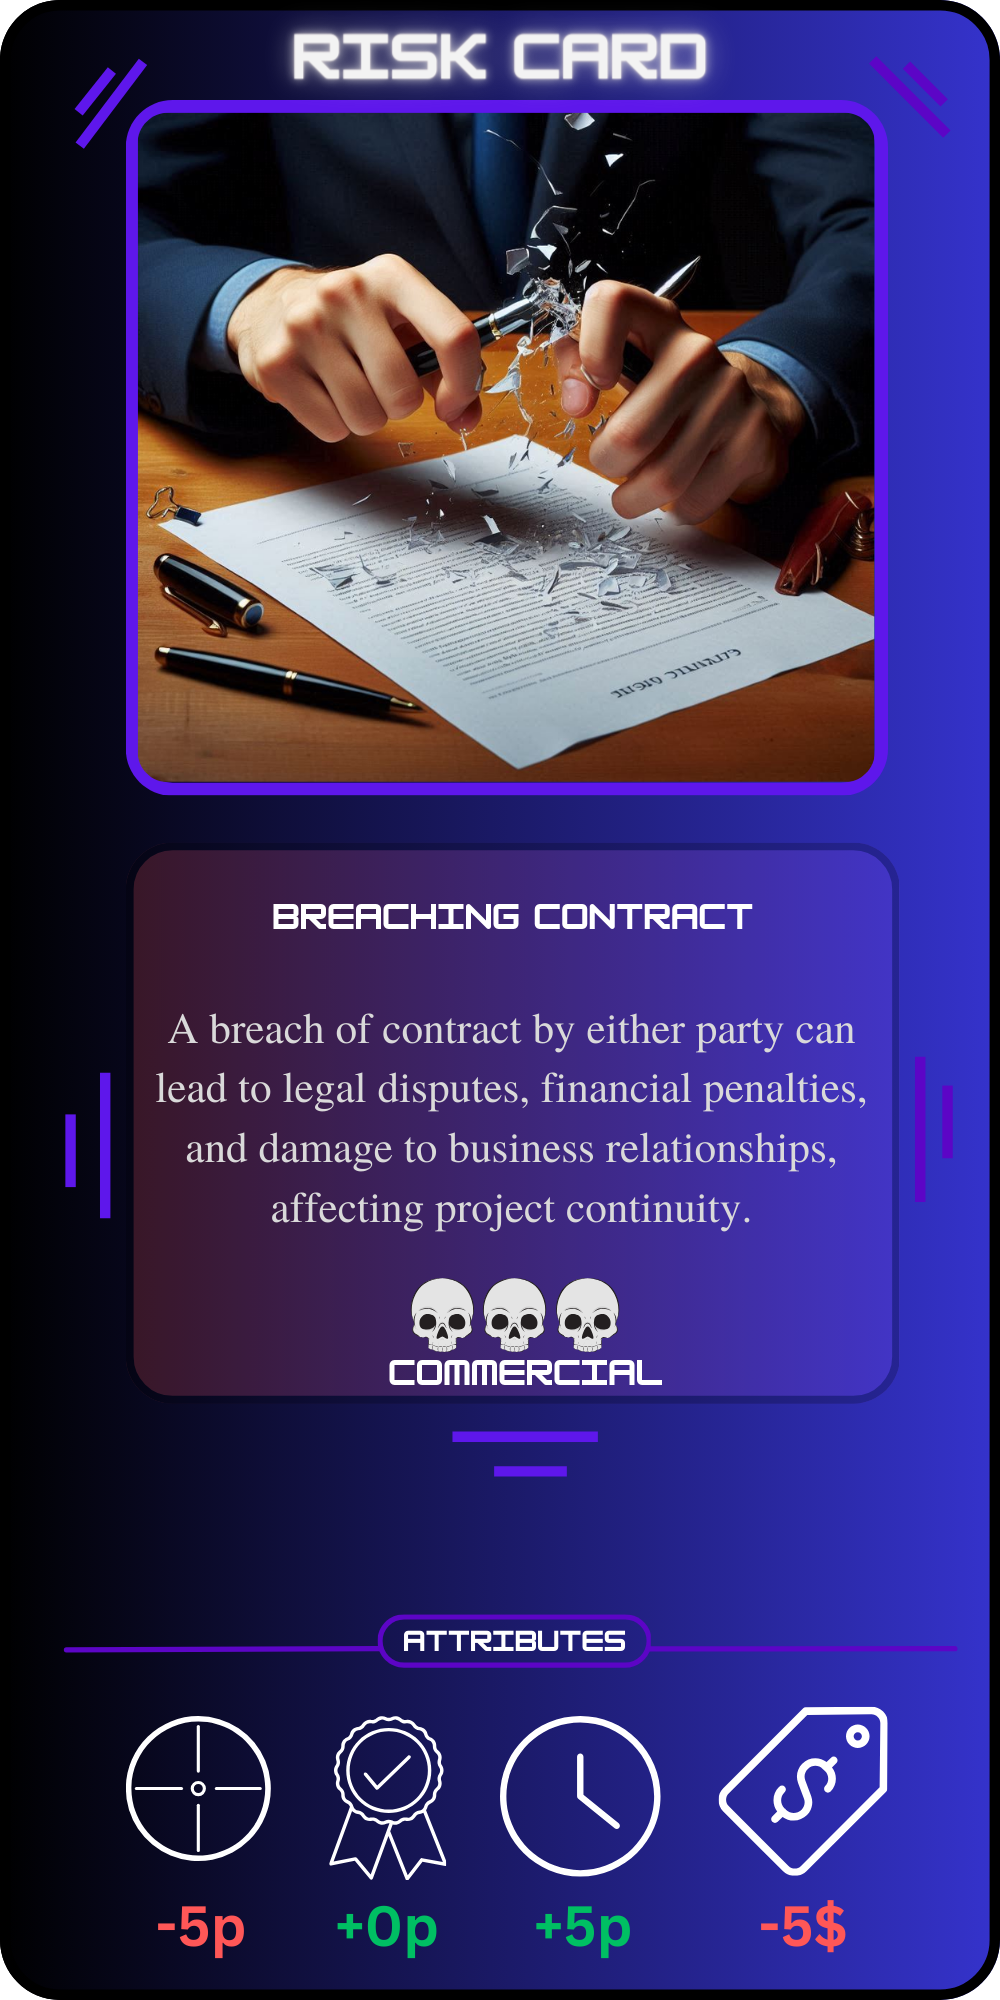 RISK CARD
BREACHING CONTRACT
A breach of contract by either party can
lead to legal disputes, financial penalties,
and damage to business relationships,
affecting project continuity.
COMMERCIAL
ATTRIBUTES
-5p +0p +5p -5$